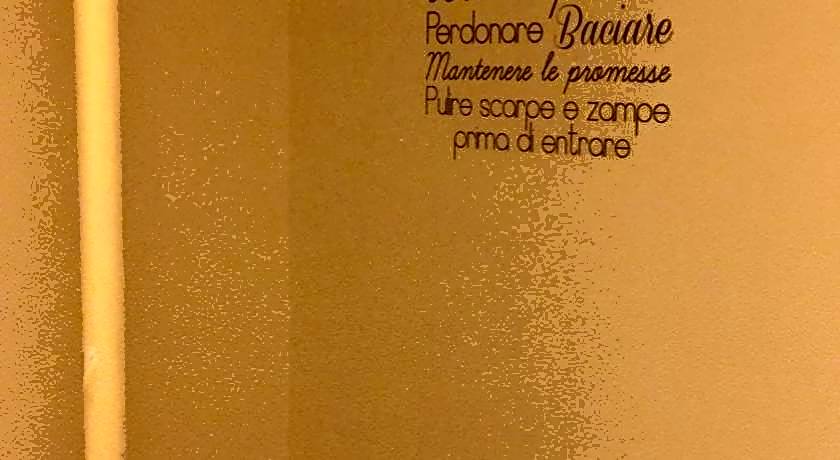 Perdonare Baciare
Mantenere le promesse
Pulire scarpe e zampe
prima di entrare